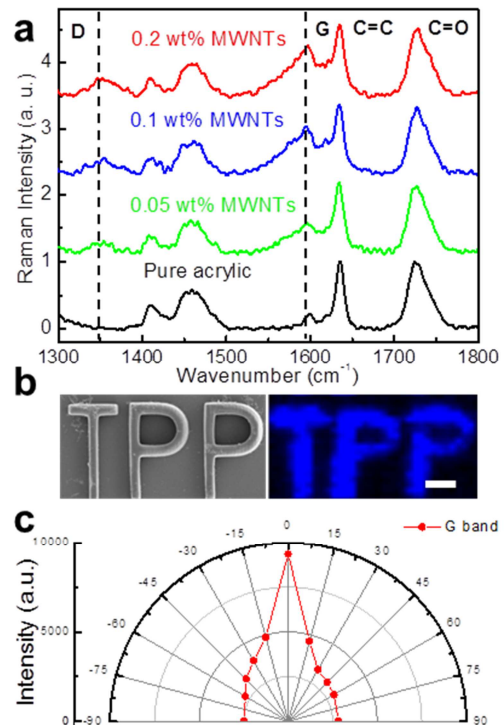 a
D
G
C=C
C=O
0.2 wt% MWNTs
0.1 wt% MWNTs
0.05 wt% MWNTs
Pure acrylic
Raman Intensity (a. u.)
4
3
2
1
0
1300 1400 1500 1600 1700 1800
Wavenumber (cm⁻¹)
b
TPP
TPP
c
Intensity (a.u.)
10000
5000
0
-90
-75
-60
-45
-30
-15
0
15
30
45
60
75
90
G band